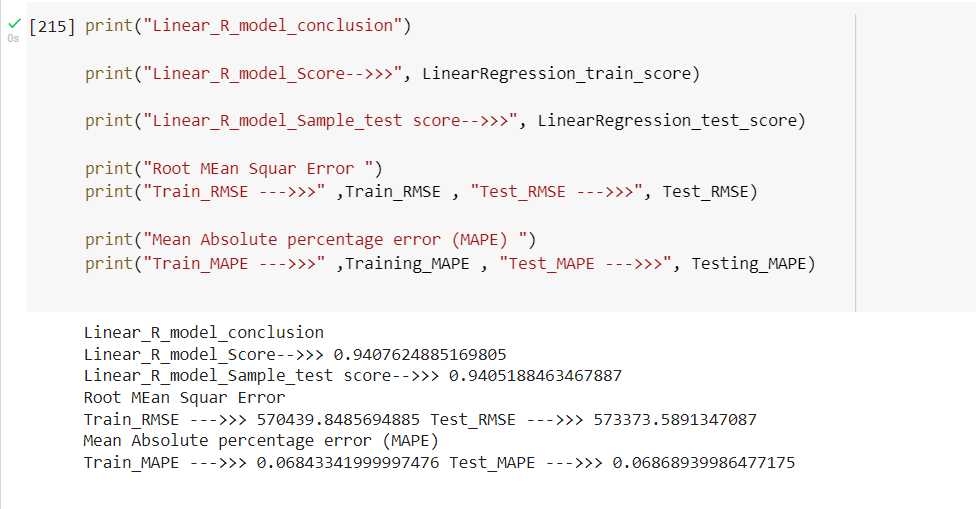 [215] print("Linear_R_model_conclusion")
0s
print("Linear_R_model_Score-->>>", LinearRegression_train_score)
print("Linear_R_model_Sample_test score-->>>", LinearRegression_test_score)
print("Root MEan Squar Error ")
print("Train_RMSE --->>>" ,Train_RMSE , "Test_RMSE --->>>", Test_RMSE)
print("Mean Absolute percentage error (MAPE) ")
print("Train_MAPE --->>>" ,Training_MAPE , "Test_MAPE --->>>", Testing_MAPE)
Linear_R_model_conclusion
Linear_R_model_Score-->>> 0.9407624885169805
Linear_R_model_Sample_test score-->>> 0.9405188463467887
Root MEan Squar Error
Train_RMSE --->>> 570439.8485694885 Test_RMSE --->>> 573373.5891347087
Mean Absolute percentage error (MAPE)
Train_MAPE --->>> 0.06843341999997476 Test_MAPE --->>> 0.06868939986477175